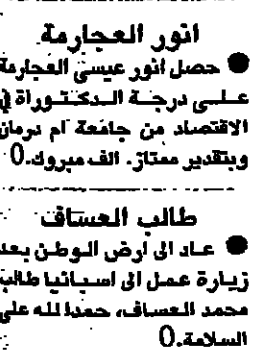 انور العجارمة
● حصل انور عيسى العجارمة
على درجة الدكتوراة في
الاقتصاد من جامعة ام درمان
وبتقدير ممتاز. الف مبروك.0
طالب العساف
● عاد الى ارض الوطن بعد
زيارة عمل الى اسبانيا طالب
محمد العساف، حمدا لله على
السلامة.0